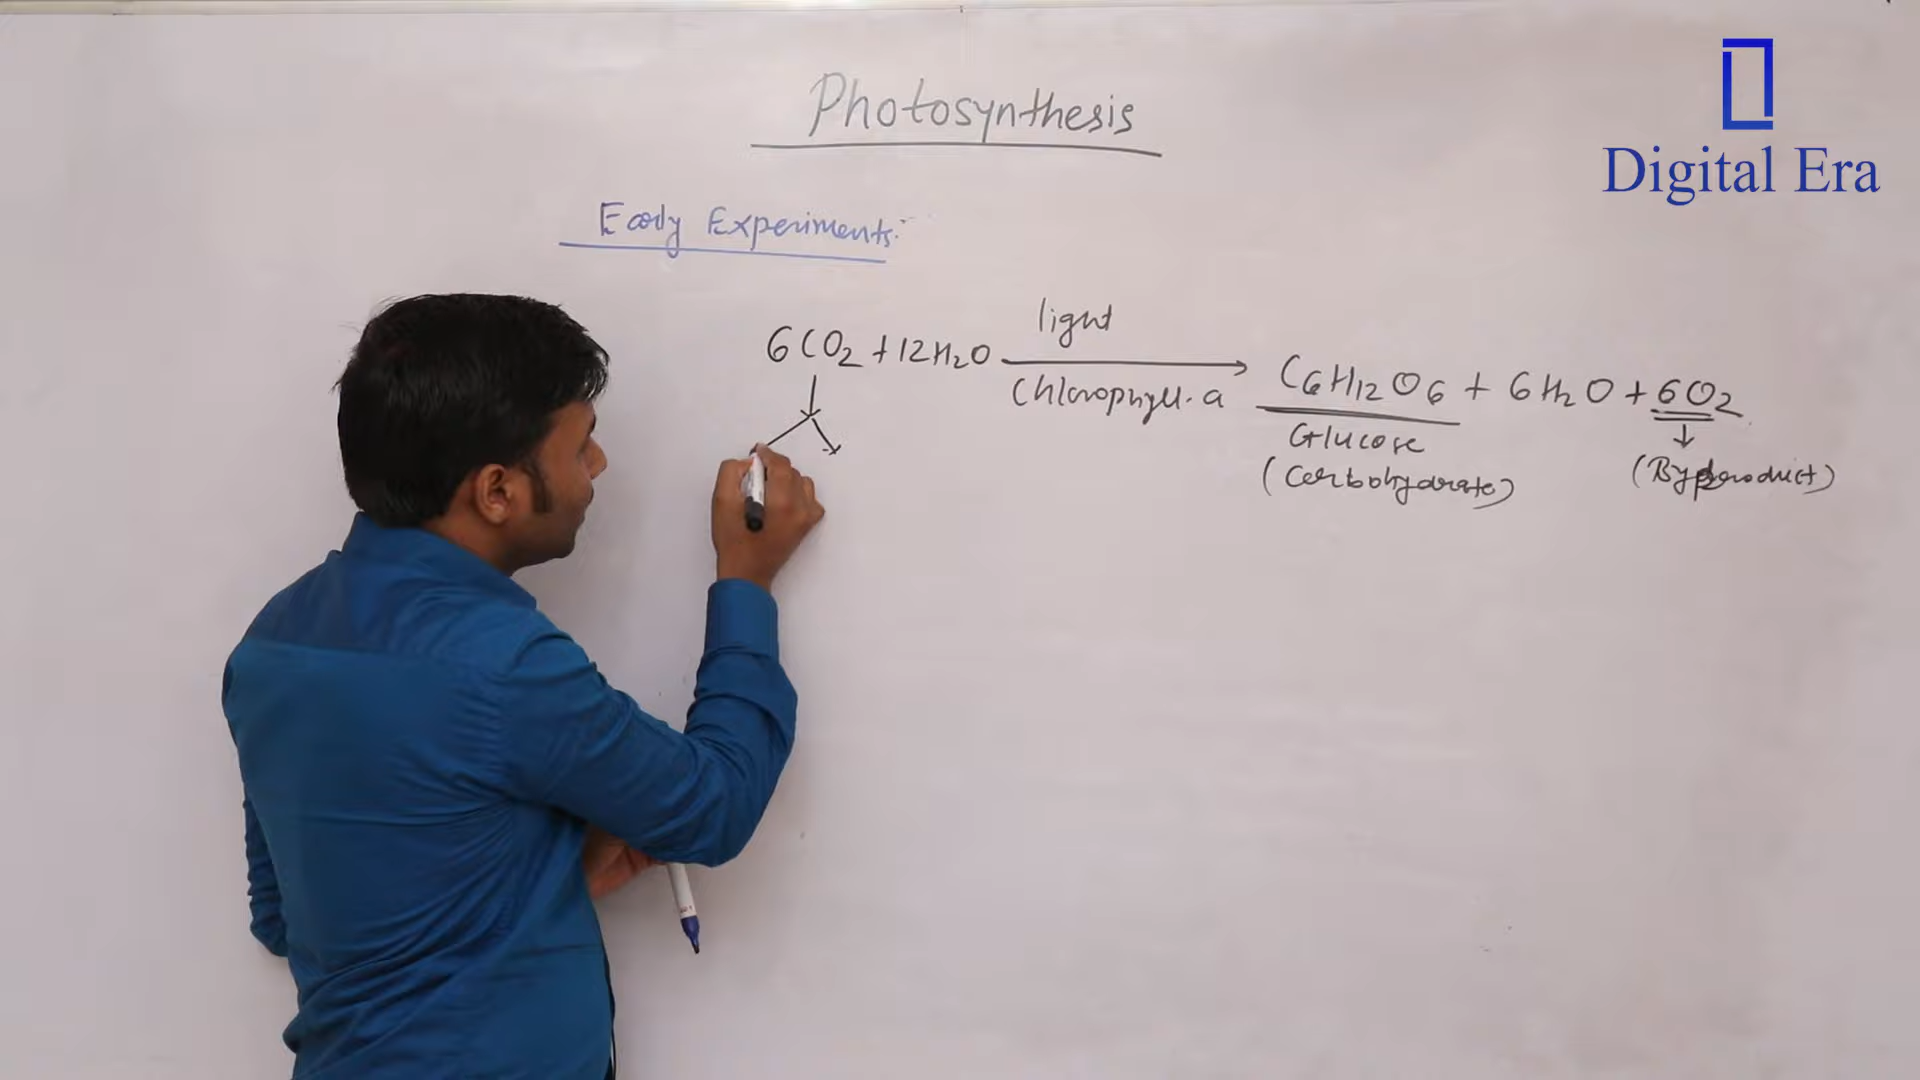 Photosynthesis
Digital Era
Early Experiments:-
6CO2 + 12H2O light Chlorophyll-a C6H12O6 + 6H2O + 6O2
Glucose
(Carbohydrate)
(Byproduct)